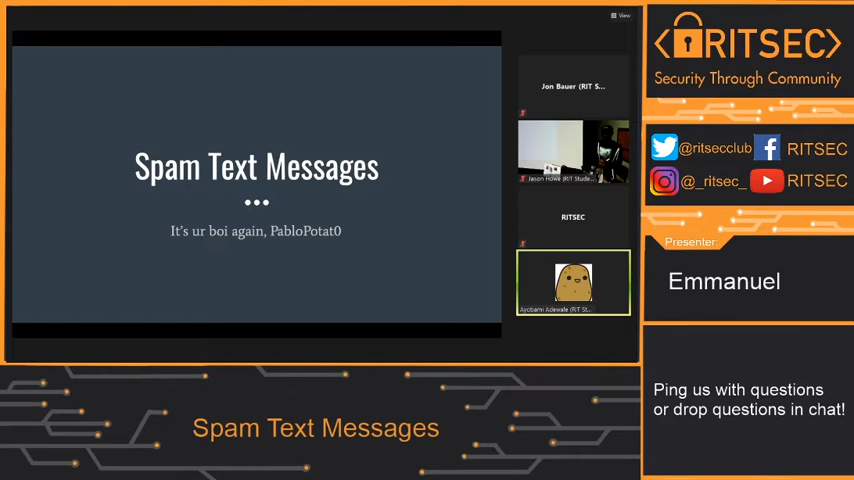 View
Spam Text Messages
It's ur boi again, PabloPotat0
Jon Bauer (RIT S...
Jason Howe (RIT Stude...
RITSEC
Ayobami Adewale (RIT St...
<RITSEC>
Security Through Community
@ritsecclub
RITSEC
@_ritsec_
RITSEC
Presenter:
Emmanuel
Ping us with questions
or drop questions in chat!
Spam Text Messages